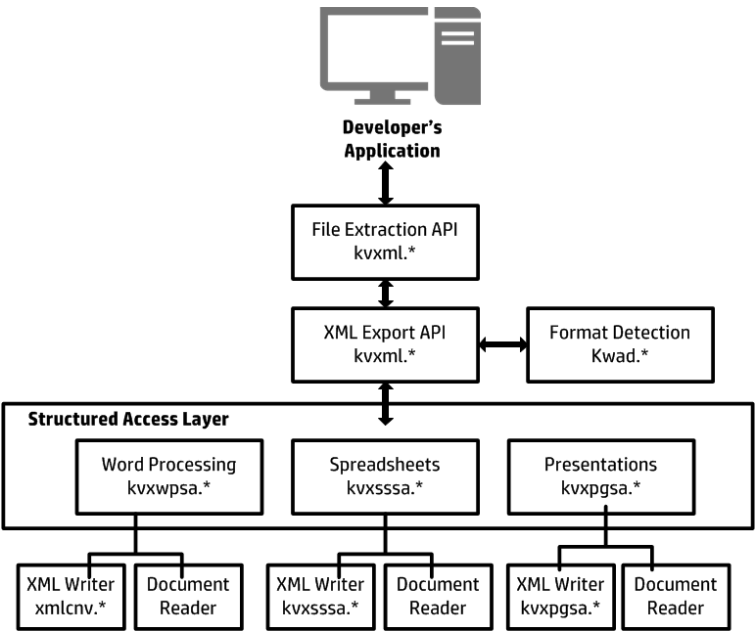 Developer's
Application
File Extraction API
kvxml.*
XML Export API
kvxml.*
Format Detection
Kwad.*
Structured Access Layer
Word Processing
kvxwpsa.*
Spreadsheets
kvxsssa.*
Presentations
kvxpgsa.*
XML Writer
xmlcnv.*
Document
Reader
XML Writer
kvxsssa.*
Document
Reader
XML Writer
kvxpgsa.*
Document
Reader